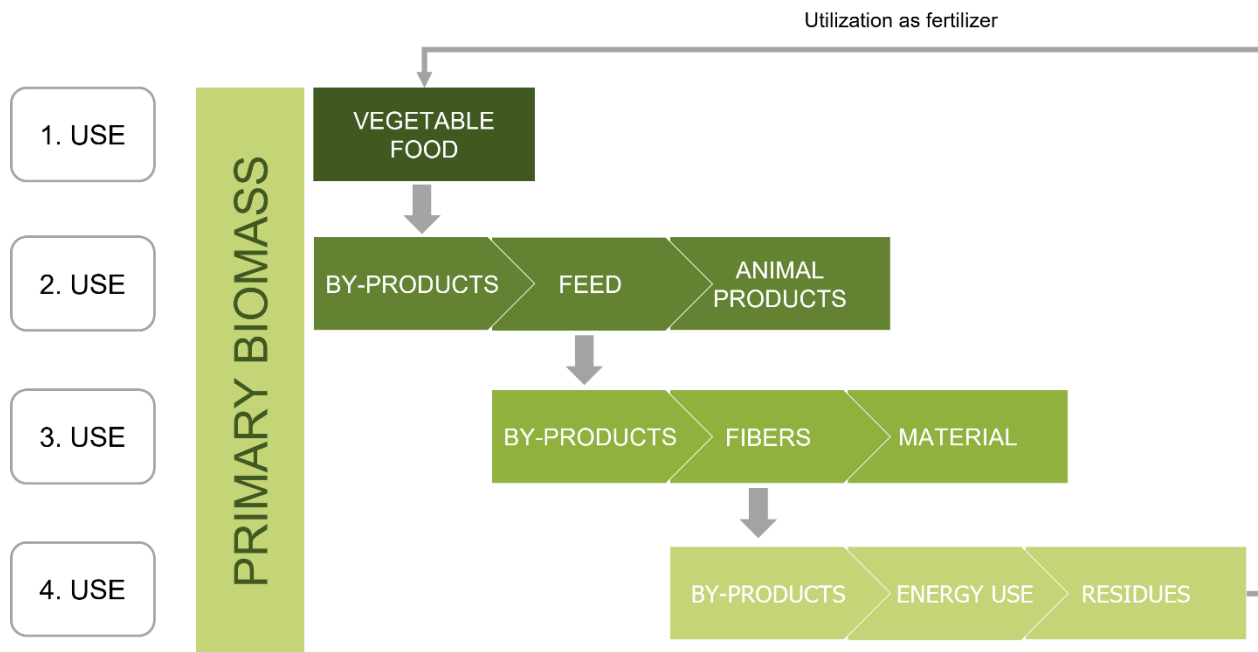 Utilization as fertilizer
1. USE
PRIMARY BIOMASS
VEGETABLE
FOOD
2. USE
BY-PRODUCTS
FEED
ANIMAL
PRODUCTS
3. USE
BY-PRODUCTS
FIBERS
MATERIAL
4. USE
BY-PRODUCTS
ENERGY USE
RESIDUES